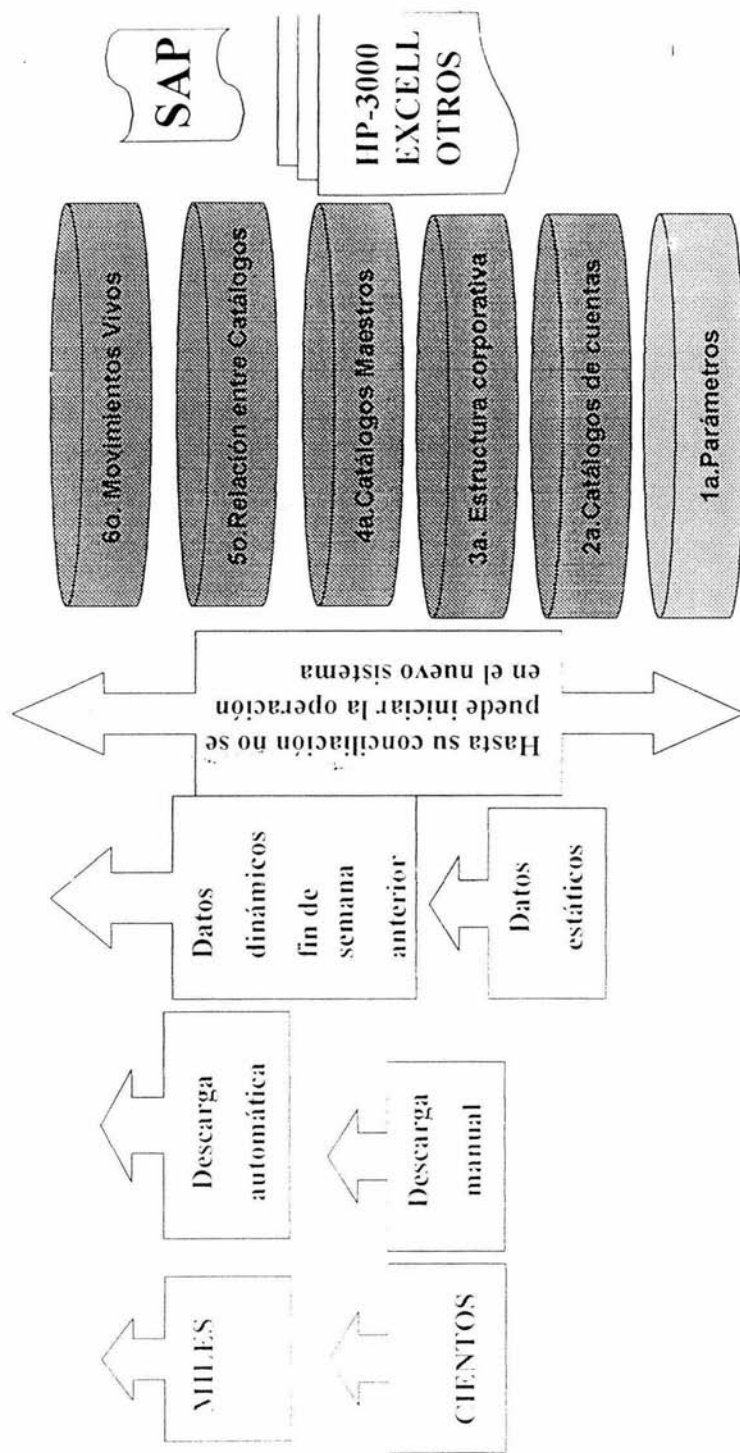 MILES
CIENTOS
Descarga
automática
Descarga
manual
Datos
dinámicos
fin de
semana
anterior
Datos
estáticos
Hasta su conciliación no se
puede iniciar la operación
en el nuevo sistema
6o. Movimientos Vivos
5o.Relación entre Catálogos
4a.Catálogos Maestros
3a. Estructura corporativa
2a.Catálogos de cuentas
1a.Parámetros
SAP
HP-3000
EXCELL
OTROS